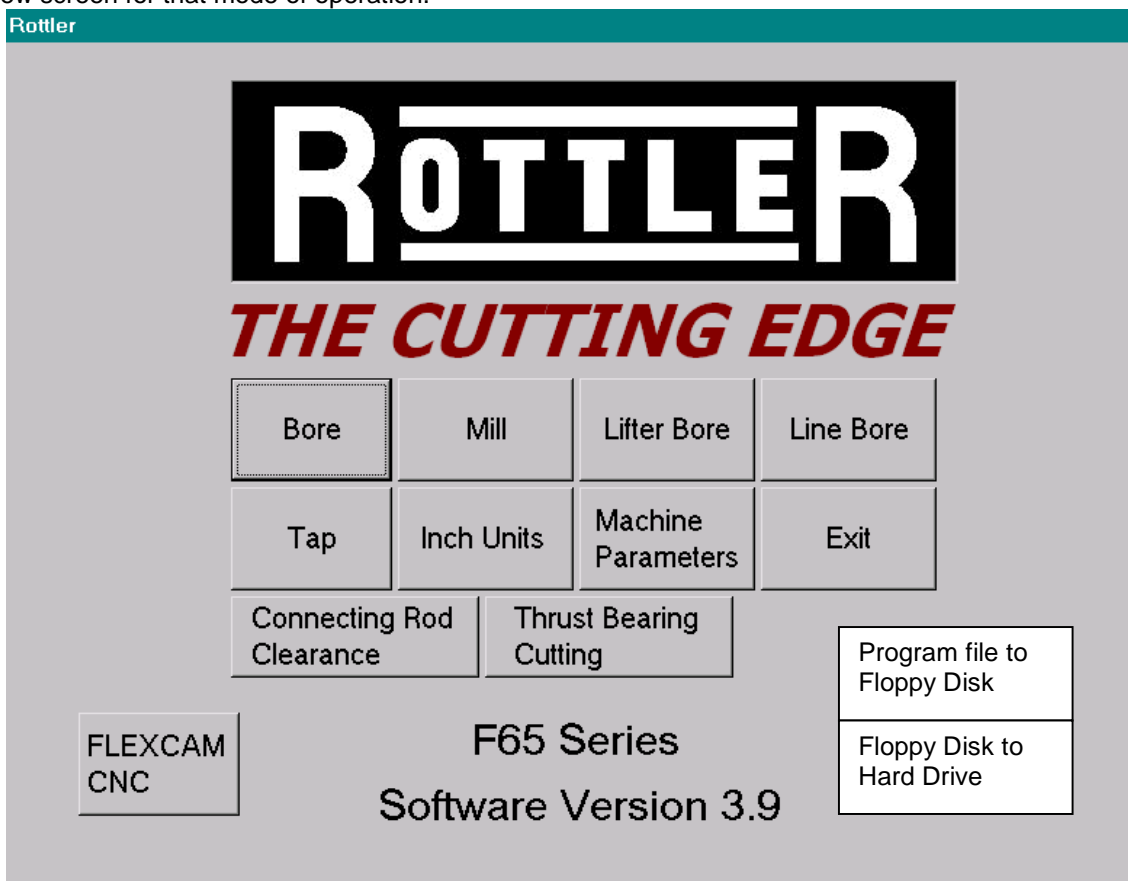 screen for that mode of operation.
Rottler
ROTTLER
THE CUTTING EDGE
Bore
Mill
Lifter Bore
Line Bore
Tap
Inch Units
Machine
Parameters
Exit
Connecting Rod
Clearance
Thrust Bearing
Cutting
Program file to
Floppy Disk
FLEXCAM
CNC
F65 Series
Floppy Disk to
Hard Drive
Software Version 3.9